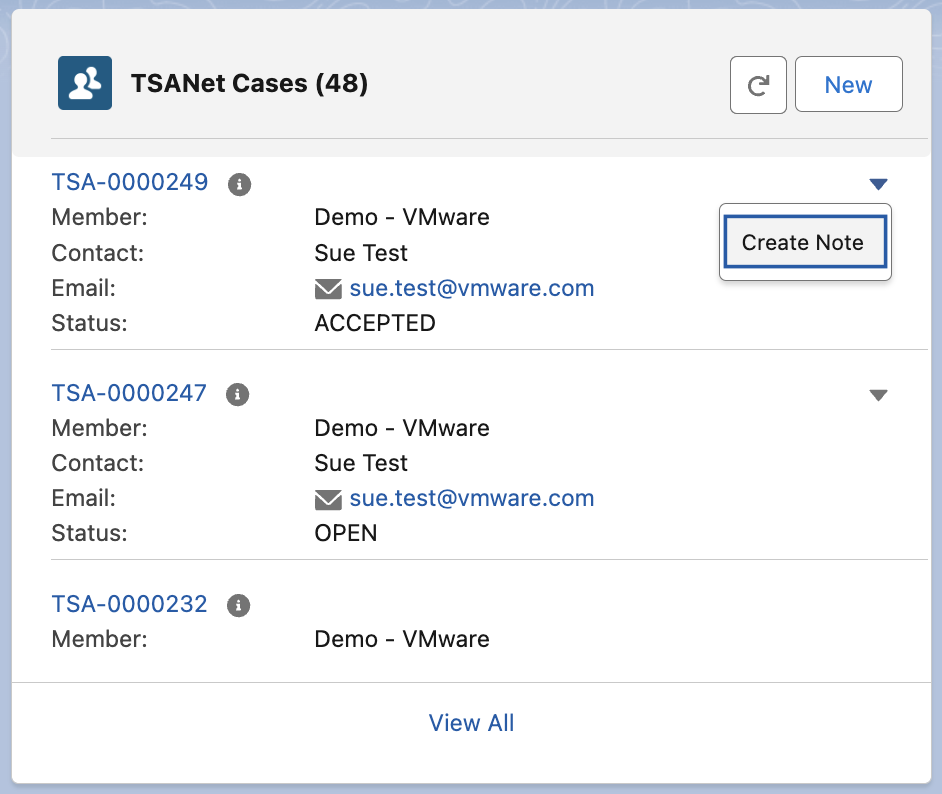 TSANet Cases (48)
New
TSA-0000249
Create Note
Member: Demo - VMware
Contact: Sue Test
Email: sue.test@vmware.com
Status: ACCEPTED
TSA-0000247
Member: Demo - VMware
Contact: Sue Test
Email: sue.test@vmware.com
Status: OPEN
TSA-0000232
Member: Demo - VMware
View All